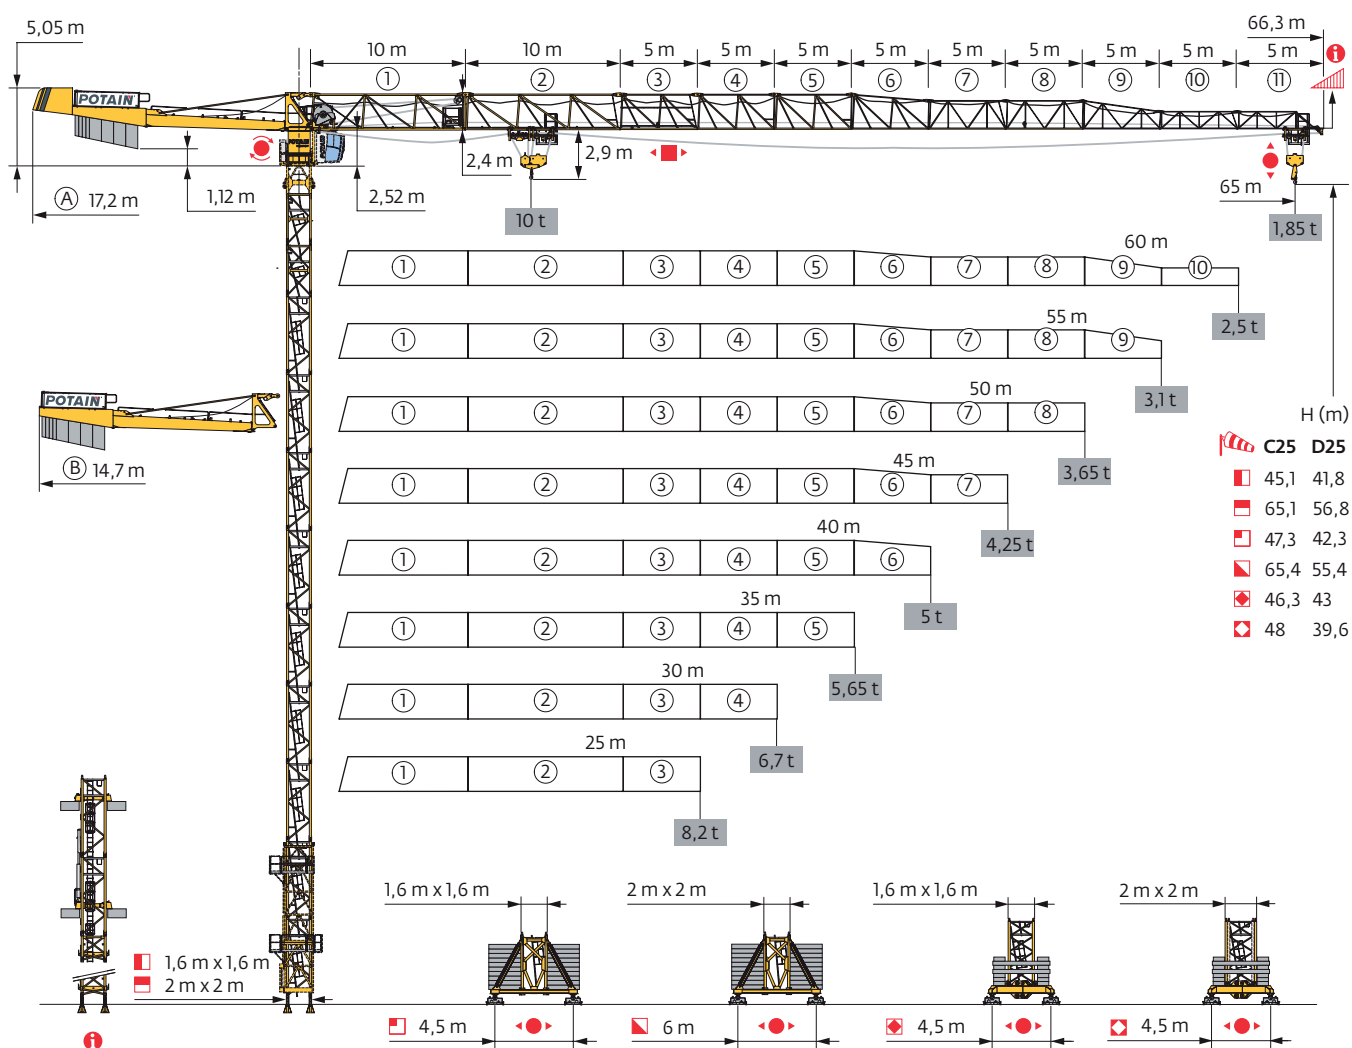 5,05 m
66,3 m
10 m 10 m 5 m 5 m 5 m 5 m 5 m 5 m 5 m 5 m 5 m
1 2 3 4 5 6 7 8 9 10 11
i
POTAIN
2,4 m
2,9 m
A 17,2 m
1,12 m
2,52 m
65 m
10 t
1,85 t
60 m
1 2 3 4 5 6 7 8 9 10
2,5 t
55 m
1 2 3 4 5 6 7 8 9
3,1 t
POTAIN
B 14,7 m
50 m
1 2 3 4 5 6 7 8
3,65 t
45 m
1 2 3 4 5 6 7
4,25 t
40 m
1 2 3 4 5 6
5 t
35 m
1 2 3 4 5
5,65 t
30 m
1 2 3 4
6,7 t
25 m
1 2 3
8,2 t
H (m)
C25 D25
45,1 41,8
65,1 56,8
47,3 42,3
65,4 55,4
46,3 43
48 39,6
1,6 m x 1,6 m
2 m x 2 m
i
1,6 m x 1,6 m
4,5 m
2 m x 2 m
6 m
1,6 m x 1,6 m
4,5 m
2 m x 2 m
4,5 m